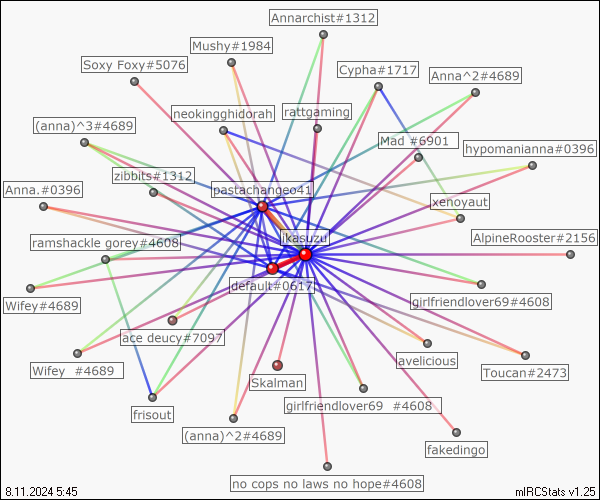 Annarchist#1312
Mushy#1984
Soxy Foxy#5076
Cypha#1717
Anna^2#4689
neokingghidorah
rattgaming
(anna)^3#4689
Mad #6901
hypomanianna#0396
zibbits#1312
Anna.#0396
pastachangeo41
xenoyaut
ikasuzu
ramshackle gorey#4608
AlpineRooster#2156
default#0617
Wifey#4689
girlfriendlover69#4608
ace deucy#7097
avelicious
Wifey #4689
Toucan#2473
Skalman
girlfriendlover69 #4608
frisout
(anna)^2#4689
fakedingo
no cops no laws no hope#4608
8.11.2024 5:45
mIRCStats v1.25